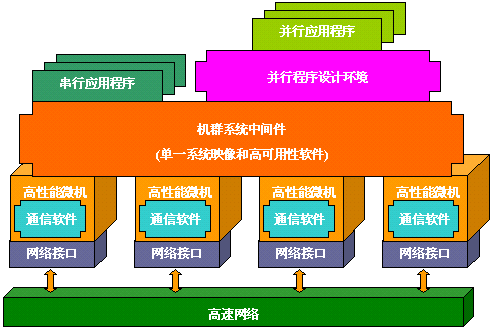 并行应用程序
串行应用程序
并行程序设计环境
机群系统中间件
(单一系统映像和高可用性软件)
高性能微机
高性能微机
高性能微机
高性能微机
通信软件
通信软件
通信软件
通信软件
网络接口
网络接口
网络接口
网络接口
高速网络